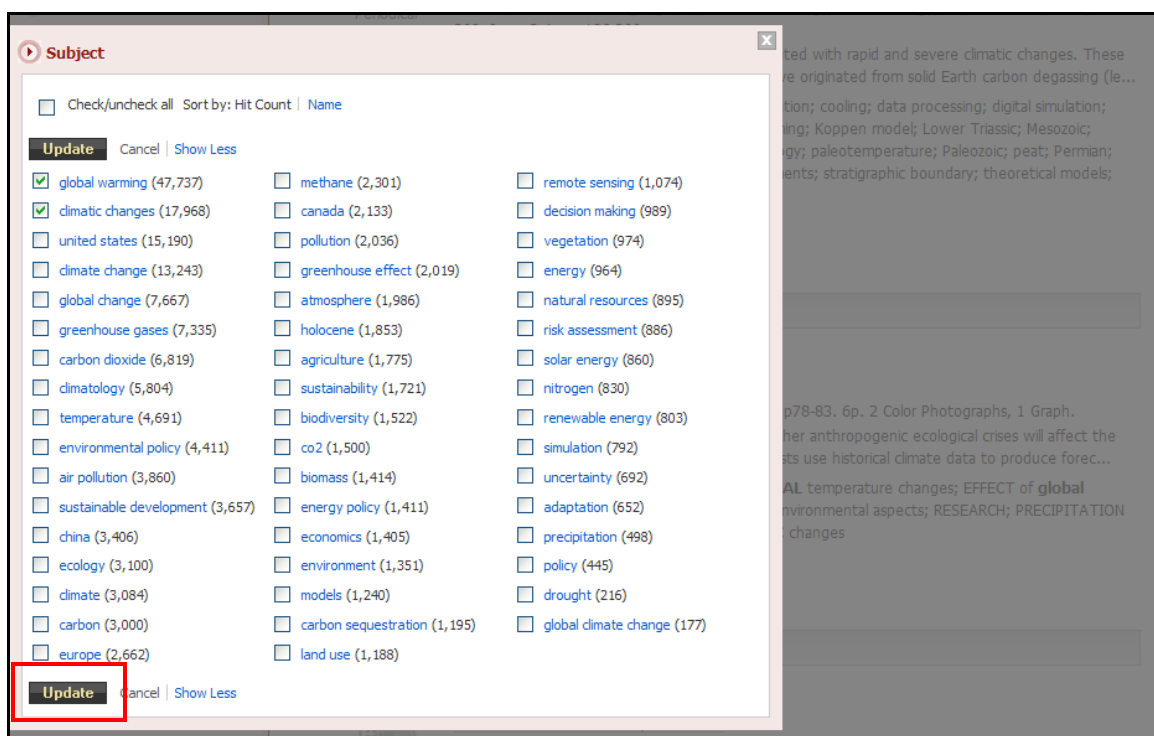 Periodical
Subject
Check/uncheck all Sort by: Hit Count | Name
Update Cancel | Show Less
global warming (47,737) methane (2,301) remote sensing (1,074)
climatic changes (17,968) canada (2,133) decision making (989)
united states (15,190) pollution (2,036) vegetation (974)
climate change (13,243) greenhouse effect (2,019) energy (964)
global change (7,667) atmosphere (1,986) natural resources (895)
greenhouse gases (7,335) holocene (1,853) risk assessment (886)
carbon dioxide (6,819) agriculture (1,775) solar energy (860)
climatology (5,804) sustainability (1,721) nitrogen (830)
temperature (4,691) biodiversity (1,522) renewable energy (803)
environmental policy (4,411) co2 (1,500) simulation (792)
air pollution (3,860) biomass (1,414) uncertainty (692)
sustainable development (3,657) energy policy (1,411) adaptation (652)
china (3,406) economics (1,405) precipitation (498)
ecology (3,100) environment (1,351) policy (445)
climate (3,084) models (1,240) drought (216)
carbon (3,000) carbon sequestration (1,195) global climate change (177)
europe (2,662) land use (1,188)
Update Cancel | Show Less
ted with rapid and severe climatic changes. These
ve originated from solid Earth carbon degassing (le...
tion; cooling; data processing; digital simulation;
ning; Koppen model; Lower Triassic; Mesozoic;
gy; paleotemperature; Paleozoic; peat; Permian;
ents; stratigraphic boundary; theoretical models;
p78-83. 6p. 2 Color Photographs, 1 Graph.
her anthropogenic ecological crises will affect the
sts use historical climate data to produce forec...
AL temperature changes; EFFECT of global
nvironmental aspects; RESEARCH; PRECIPITATION
changes